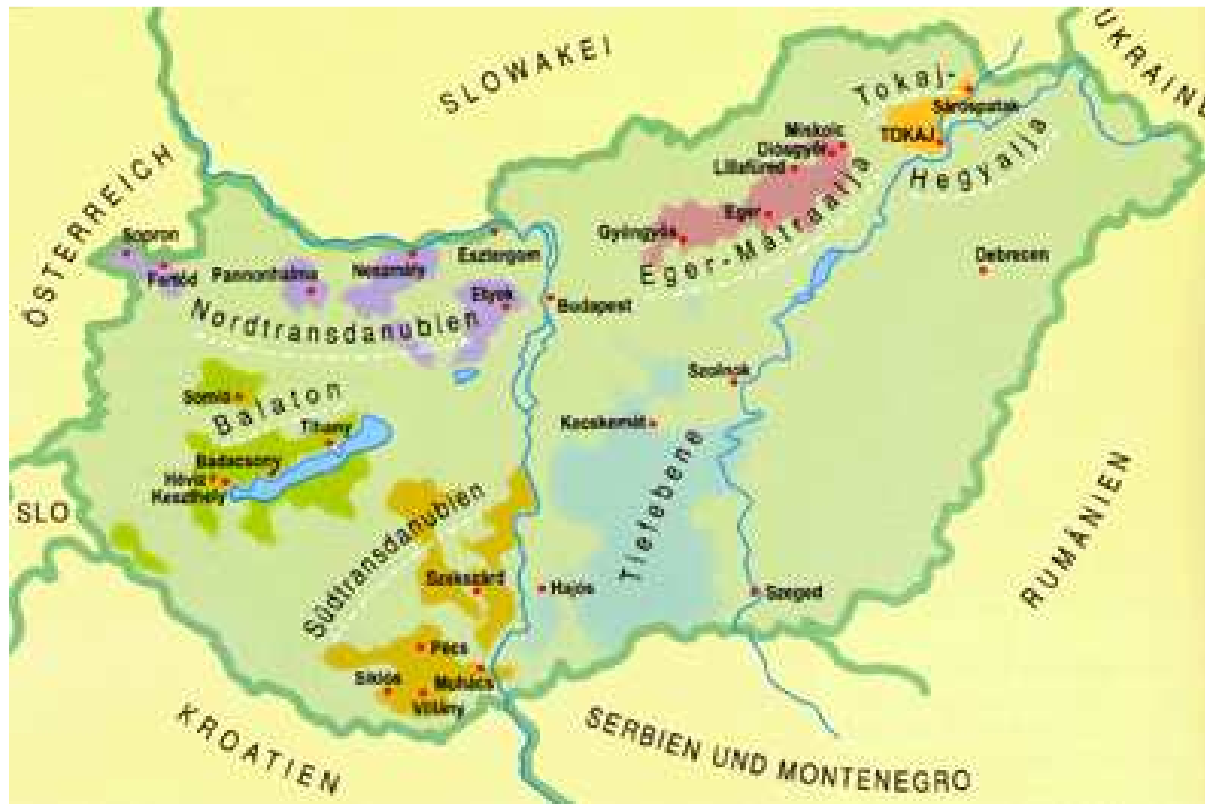 SLOWAKEI
UKRAINE
ÖSTERREICH
Tokaj-
Sárospatak
TOKAJ
Hegyalja
Miskolc
Diósgyőr
Lillafüred
Eger
Gyöngyös
Eger-Mátraalja
Debrecen
Sopron
Fertőd
Pannonhalma
Neszmély
Esztergom
Etyek
Budapest
Nordtransdanubien
Szolnok
Kecskemét
Somló
Balaton
Tihany
Badacsony
Hévíz
Keszthely
SLO
Tiefebene
Südtransdanubien
Szekszárd
Hajós
Szeged
RUMÄNIEN
Pécs
Siklós
Mohács
Villány
KROATIEN
SERBIEN UND MONTENEGRO